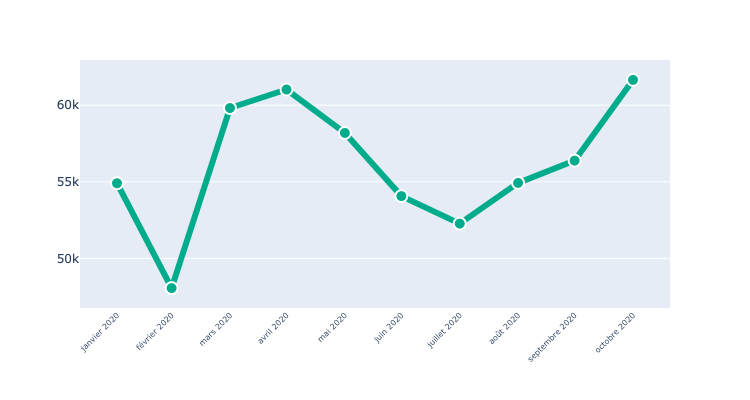 60k
55k
50k
janvier 2020
février 2020
mars 2020
avril 2020
mai 2020
juin 2020
juillet 2020
août 2020
septembre 2020
octobre 2020